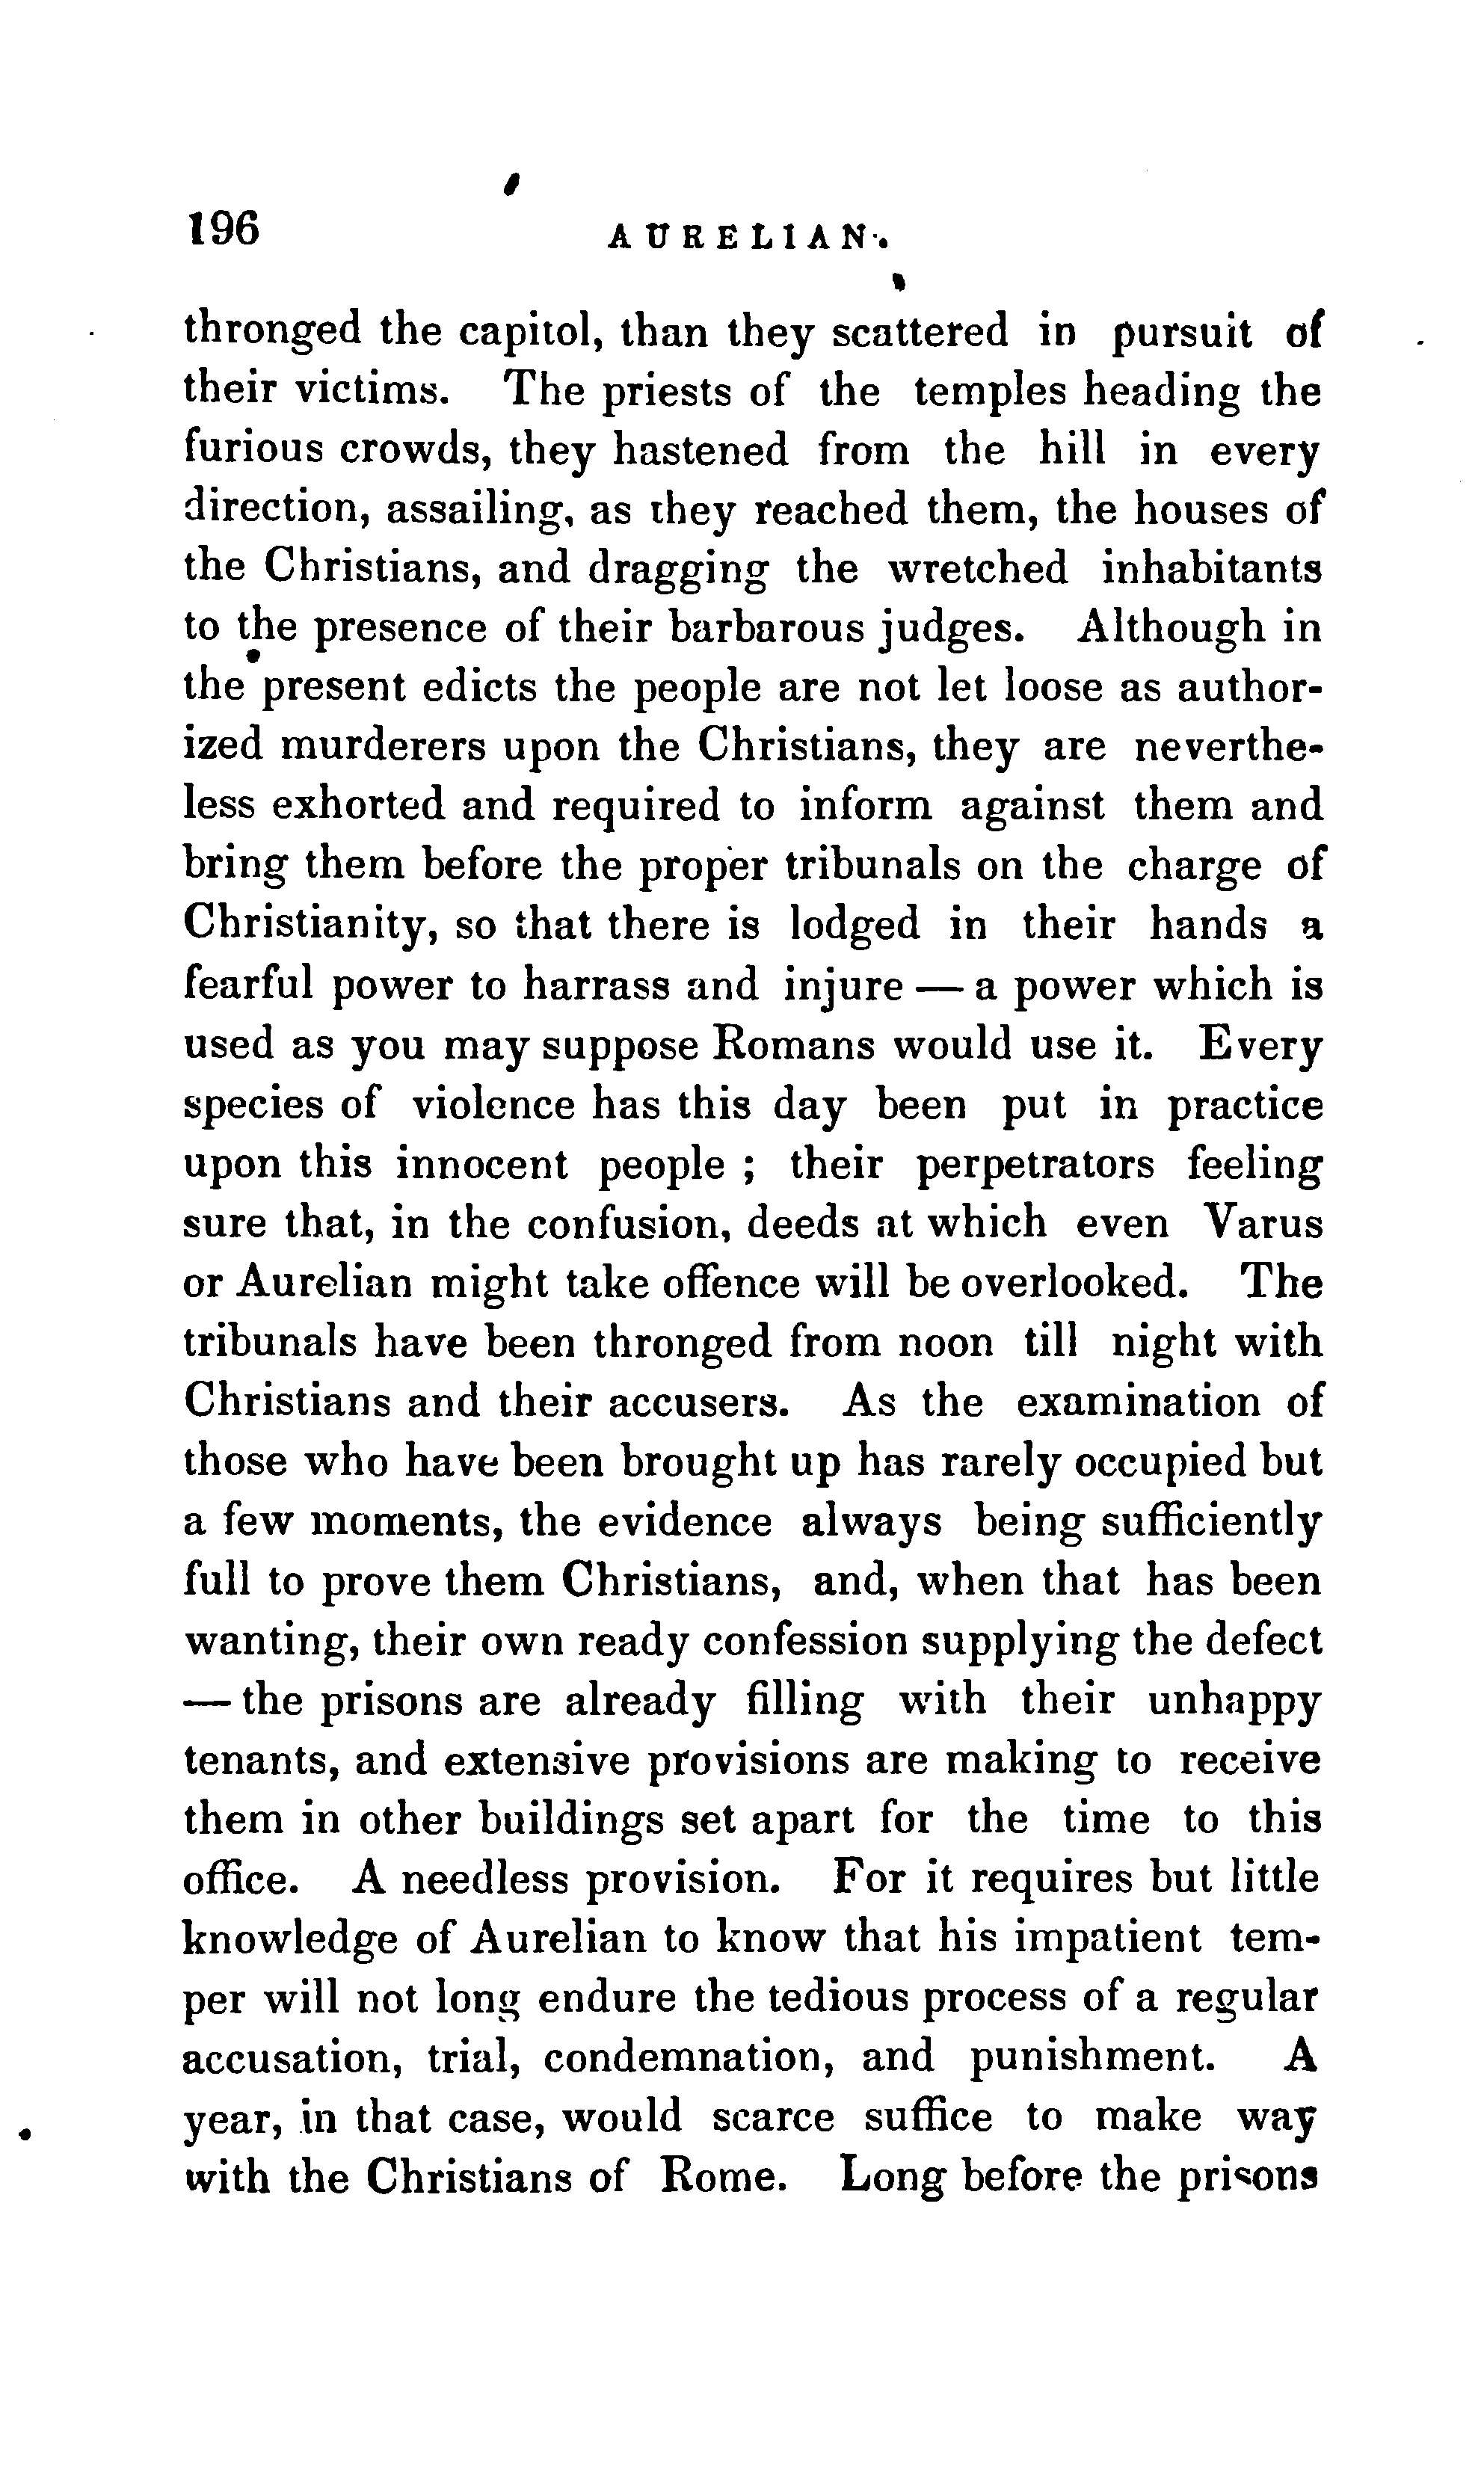 196 AURELIAN.
thronged the capitol, than they scattered in pursuit of
their victims. The priests of the temples heading the
furious crowds, they hastened from the hill in every
direction, assailing, as they reached them, the houses of
the Christians, and dragging the wretched inhabitants
to the presence of their barbarous judges. Although in
the present edicts the people are not let loose as author-
ized murderers upon the Christians, they are neverthe-
less exhorted and required to inform against them and
bring them before the proper tribunals on the charge of
Christianity, so that there is lodged in their hands a
fearful power to harrass and injure — a power which is
used as you may suppose Romans would use it. Every
species of violence has this day been put in practice
upon this innocent people ; their perpetrators feeling
sure that, in the confusion, deeds at which even Varus
or Aurelian might take offence will be overlooked. The
tribunals have been thronged from noon till night with
Christians and their accusers. As the examination of
those who have been brought up has rarely occupied but
a few moments, the evidence always being sufficiently
full to prove them Christians, and, when that has been
wanting, their own ready confession supplying the defect
— the prisons are already filling with their unhappy
tenants, and extensive provisions are making to receive
them in other buildings set apart for the time to this
office. A needless provision. For it requires but little
knowledge of Aurelian to know that his impatient tem-
per will not long endure the tedious process of a regular
accusation, trial, condemnation, and punishment. A
year, in that case, would scarce suffice to make way
with the Christians of Rome. Long before the prisons